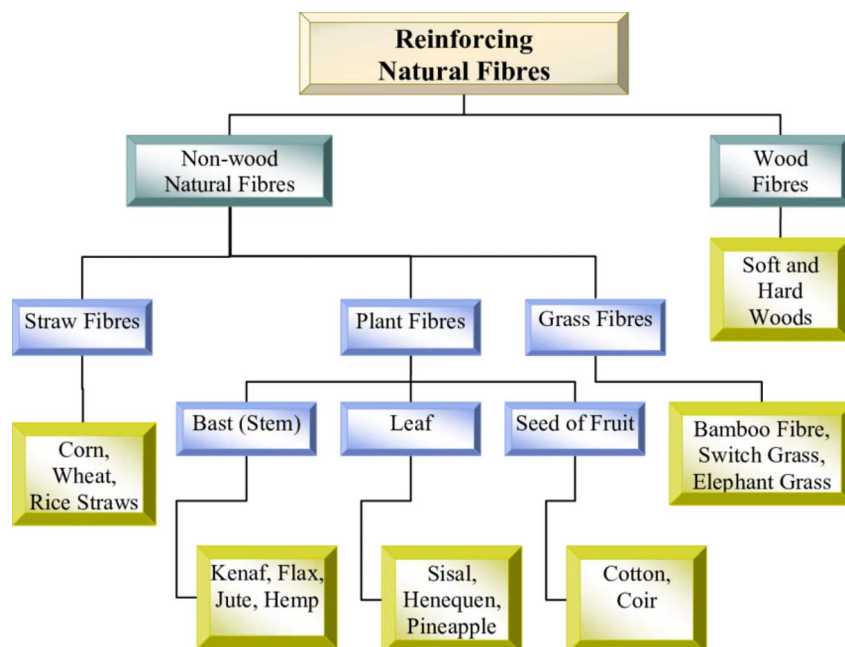 Reinforcing
Natural Fibres
Non-wood
Natural Fibres
Wood
Fibres
Soft and
Hard
Woods
Straw Fibres
Plant Fibres
Grass Fibres
Bast (Stem)
Leaf
Seed of Fruit
Corn,
Wheat,
Rice Straws
Bamboo Fibre,
Switch Grass,
Elephant Grass
Kenaf, Flax,
Jute, Hemp
Sisal,
Henequen,
Pineapple
Cotton,
Coir